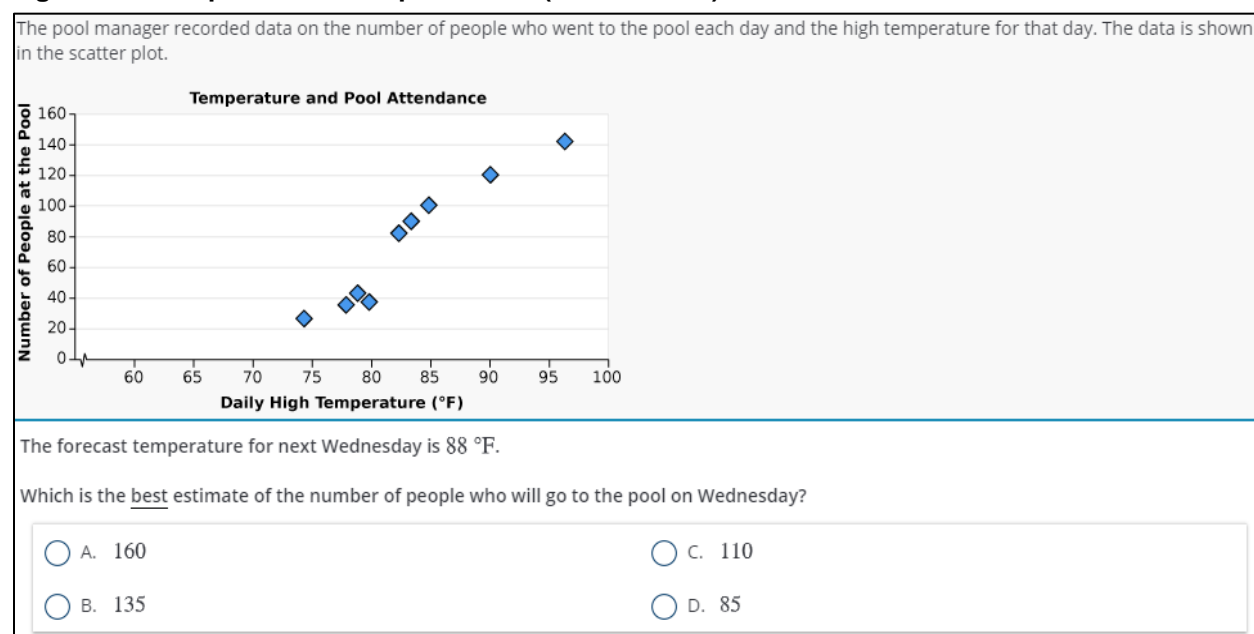 The pool manager recorded data on the number of people who went to the pool each day and the high temperature for that day. The data is shown
in the scatter plot.
Temperature and Pool Attendance
Number of People at the Pool
160
140
120
100
80
60
40
20
0
60 65 70 75 80 85 90 95 100
Daily High Temperature (°F)
The forecast temperature for next Wednesday is 88 °F.
Which is the best estimate of the number of people who will go to the pool on Wednesday?
A. 160
B. 135
C. 110
D. 85